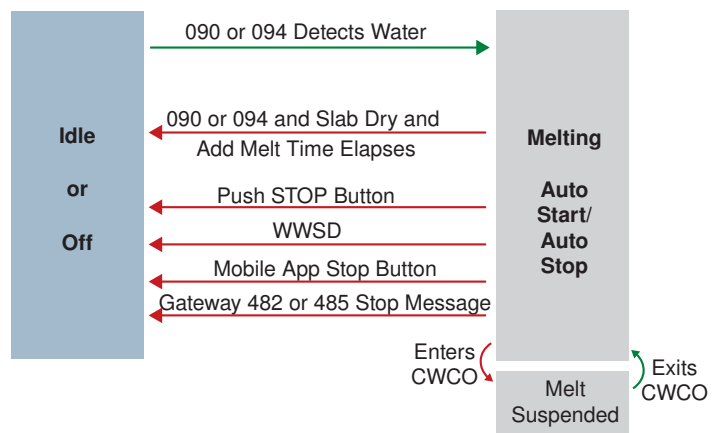 090 or 094 Detects Water
Idle
or
Off
090 or 094 and Slab Dry and
Add Melt Time Elapses
Push STOP Button
WWSD
Mobile App Stop Button
Gateway 482 or 485 Stop Message
Melting
Auto
Start/
Auto
Stop
Enters
CWCO
Melt
Suspended
Exits
CWCO